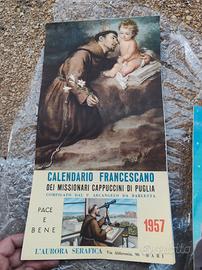 CALENDARIO FRANCESCANO
DEI MISSIONARI CAPPUCCINI DI PUGLIA
COMPILATO DAL P. ARCANGELO DA BARLETTA
PACE
E
BENE
1957
L'AURORA SERAFICA
BARI